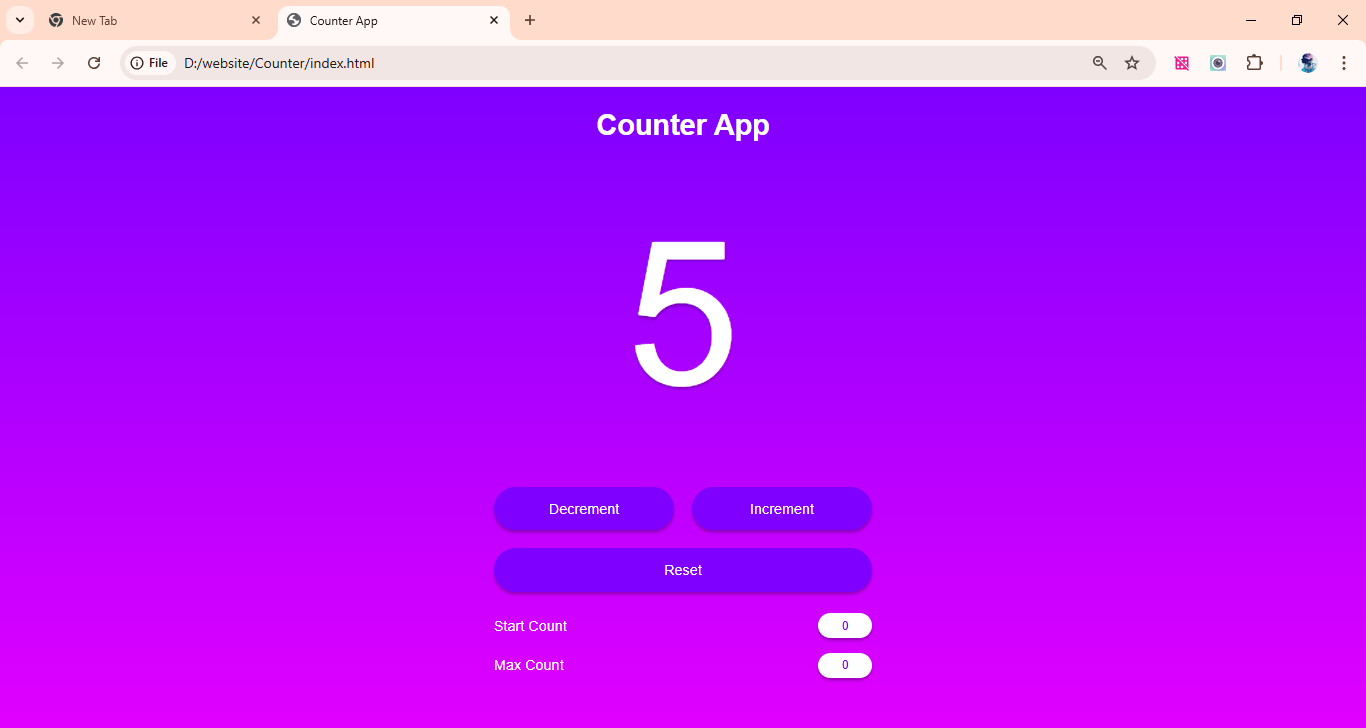 New Tab
Counter App
File D:/website/Counter/index.html
Counter App
5
Decrement Increment
Reset
Start Count 0
Max Count 0